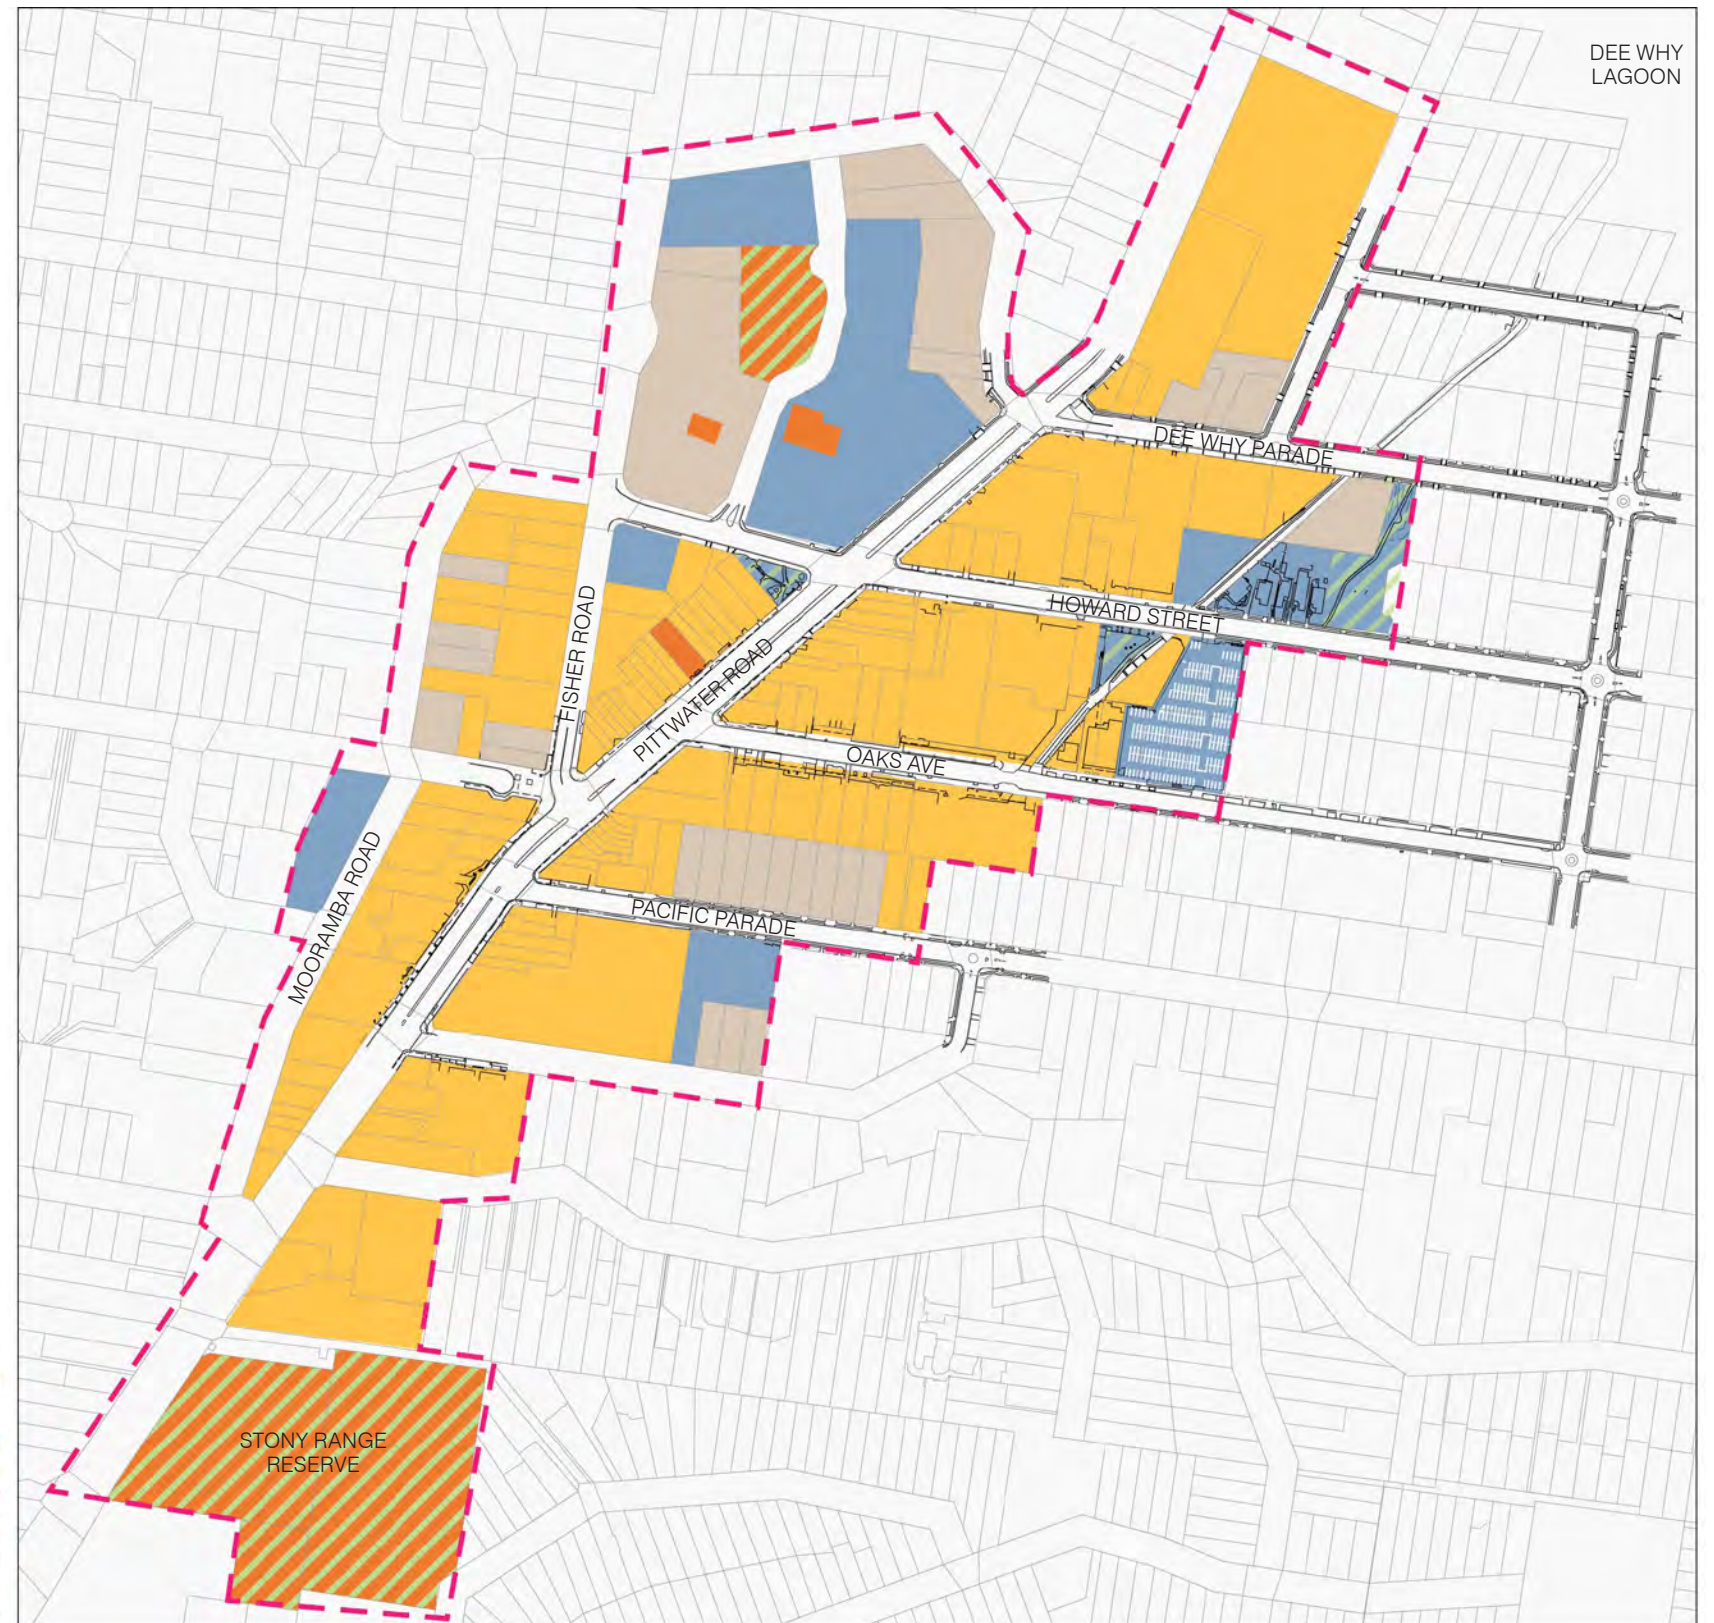 DEE WHY
LAGOON
DEE WHY PARADE
HOWARD STREET
FISHER ROAD
PITTWATER ROAD
OAKS AVE
MOORAMBA ROAD
PACIFIC PARADE
STONY RANGE
RESERVE